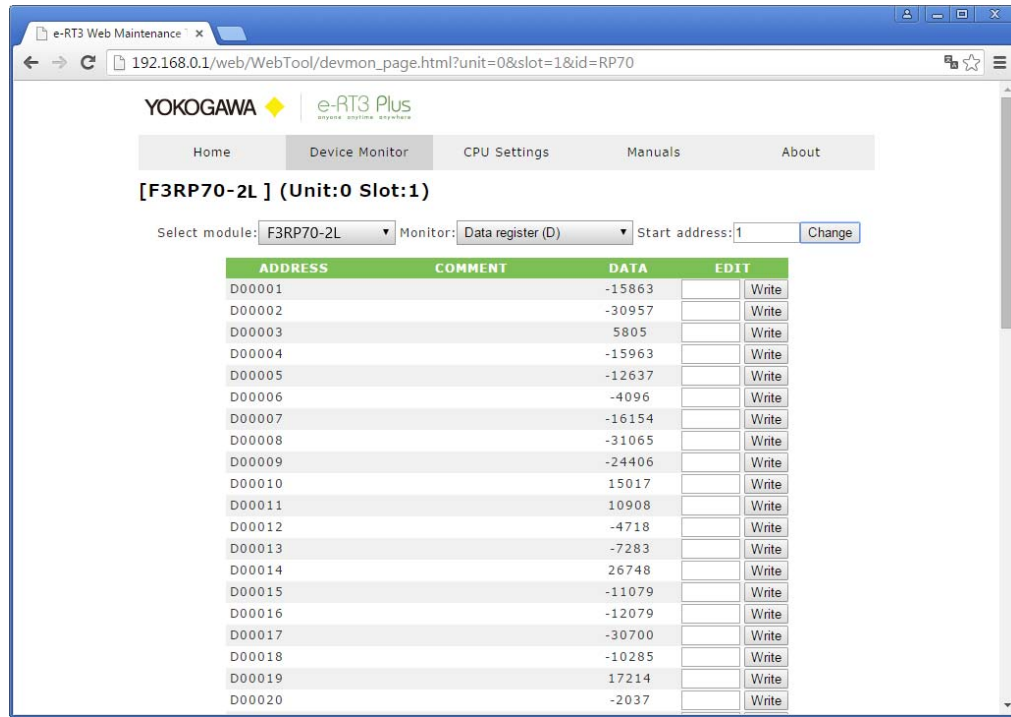 e-RT3 Web Maintenance
192.168.0.1/web/WebTool/devmon_page.html?unit=0&slot=1&id=RP70
YOKOGAWA e-RT3 Plus
anyone anytime anywhere
Home Device Monitor CPU Settings Manuals About
[F3RP70-2L ] (Unit:0 Slot:1)
Select module: F3RP70-2L Monitor: Data register (D) Start address: 1 Change
ADDRESS COMMENT DATA EDIT
D00001 -15863 Write
D00002 -30957 Write
D00003 5805 Write
D00004 -15963 Write
D00005 -12637 Write
D00006 -4096 Write
D00007 -16154 Write
D00008 -31065 Write
D00009 -24406 Write
D00010 15017 Write
D00011 10908 Write
D00012 -4718 Write
D00013 -7283 Write
D00014 26748 Write
D00015 -11079 Write
D00016 -12079 Write
D00017 -30700 Write
D00018 -10285 Write
D00019 17214 Write
D00020 -2037 Write